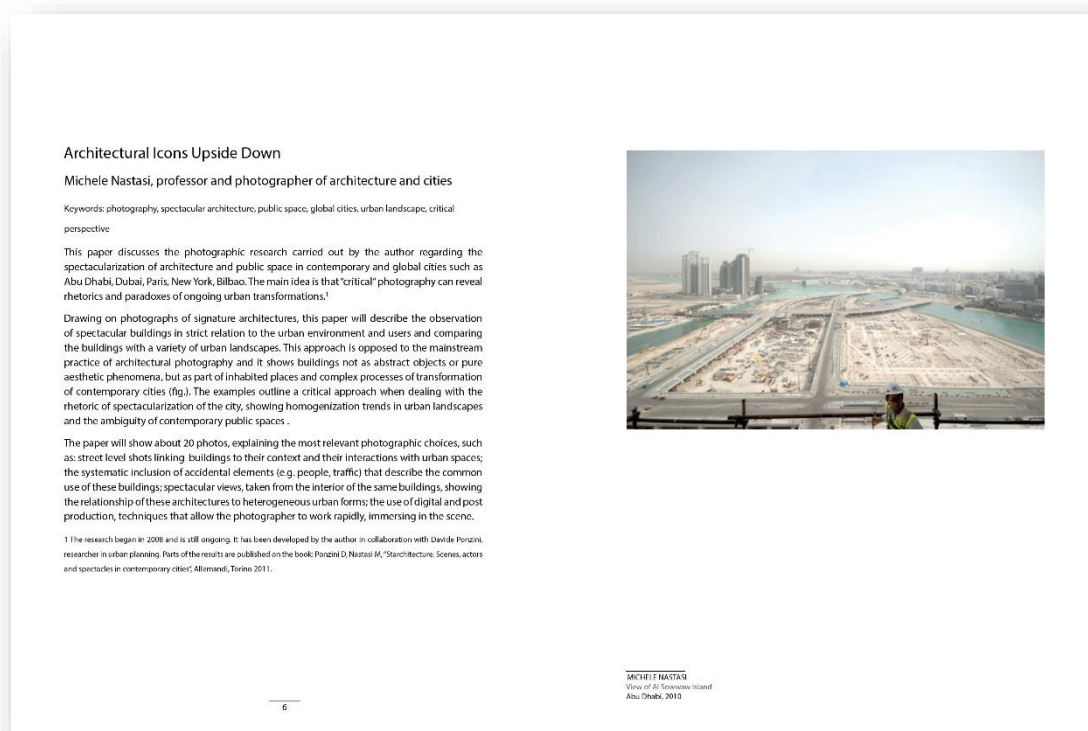 Architectural Icons Upside Down
Michele Nastasi, professor and photographer of architecture and cities
Keywords: photography, spectacular architecture, public space, global cities, urban landscape, critical
perspective
This paper discusses the photographic research carried out by the author regarding the
spectacularization of architecture and public space in contemporary and global cities such as
Abu Dhabi, Dubai, Paris, New York, Bilbao. The main idea is that "critical" photography can reveal
rhetorics and paradoxes of ongoing urban transformations.¹
Drawing on photographs of signature architectures, this paper will describe the observation
of spectacular buildings in strict relation to the urban environment and users and comparing
the buildings with a variety of urban landscapes. This approach is opposed to the mainstream
practice of architectural photography and it shows buildings not as abstract objects or pure
aesthetic phenomena, but as part of inhabited places and complex processes of transformation
of contemporary cities (fig.). The examples outline a critical approach when dealing with the
rhetoric of spectacularization of the city, showing homogenization trends in urban landscapes
and the ambiguity of contemporary public spaces .
The paper will show about 20 photos, explaining the most relevant photographic choices, such
as: street level shots linking buildings to their context and their interactions with urban spaces;
the systematic inclusion of accidental elements (e.g. people, traffic) that describe the common
use of these buildings; spectacular views, taken from the interior of the same buildings, showing
the relationship of these architectures to heterogeneous urban forms; the use of digital and post
production, techniques that allow the photographer to work rapidly, immersing in the scene.
1 The research began in 2008 and is still ongoing. It has been developed by the author in collaboration with Davide Ponzini,
researcher in urban planning. Parts of the results are published on the book: Ponzini D, Nastasi M, "Starchitecture. Scenes, actors
and spectacles in contemporary cities", Allemandi, Torino 2011.
6
MICHELE NASTASI
View of Al Sowwaw Island
Abu Dhabi, 2010